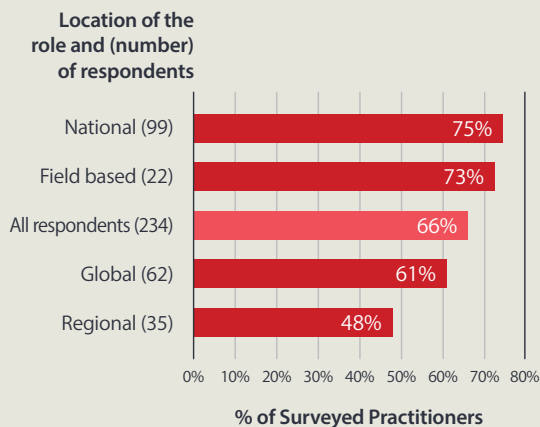 Location of the
role and (number)
of respondents
National (99)
75%
Field based (22)
73%
All respondents (234)
66%
Global (62)
61%
Regional (35)
48%
0% 10% 20% 30% 40% 50% 60% 70% 80%
% of Surveyed Practitioners